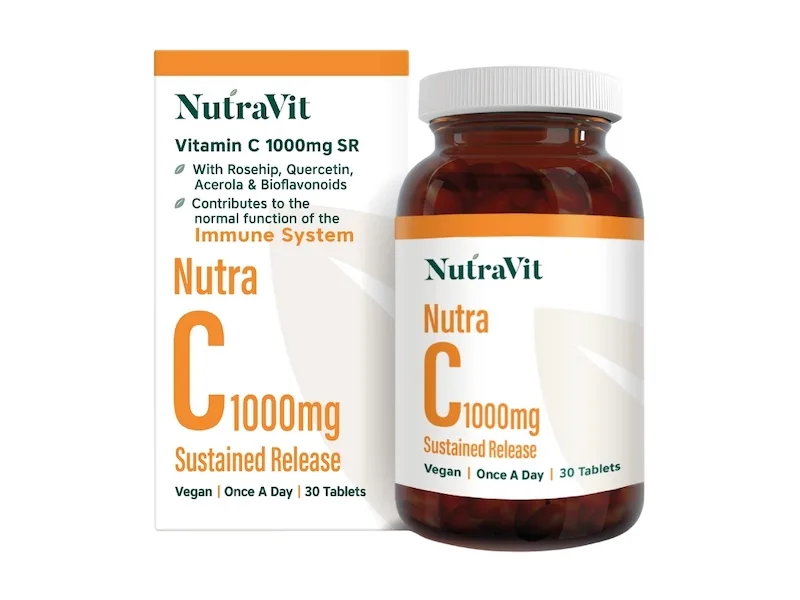 NutraVit
Vitamin C 1000mg SR
With Rosehip, Quercetin,
Acerola & Bioflavonoids
Contributes to the
normal function of the
Immune System
Nutra
C 1000mg
Sustained Release
Vegan | Once A Day | 30 Tablets
NutraVit
Nutra
C 1000mg
Sustained Release
Vegan | Once A Day | 30 Tablets